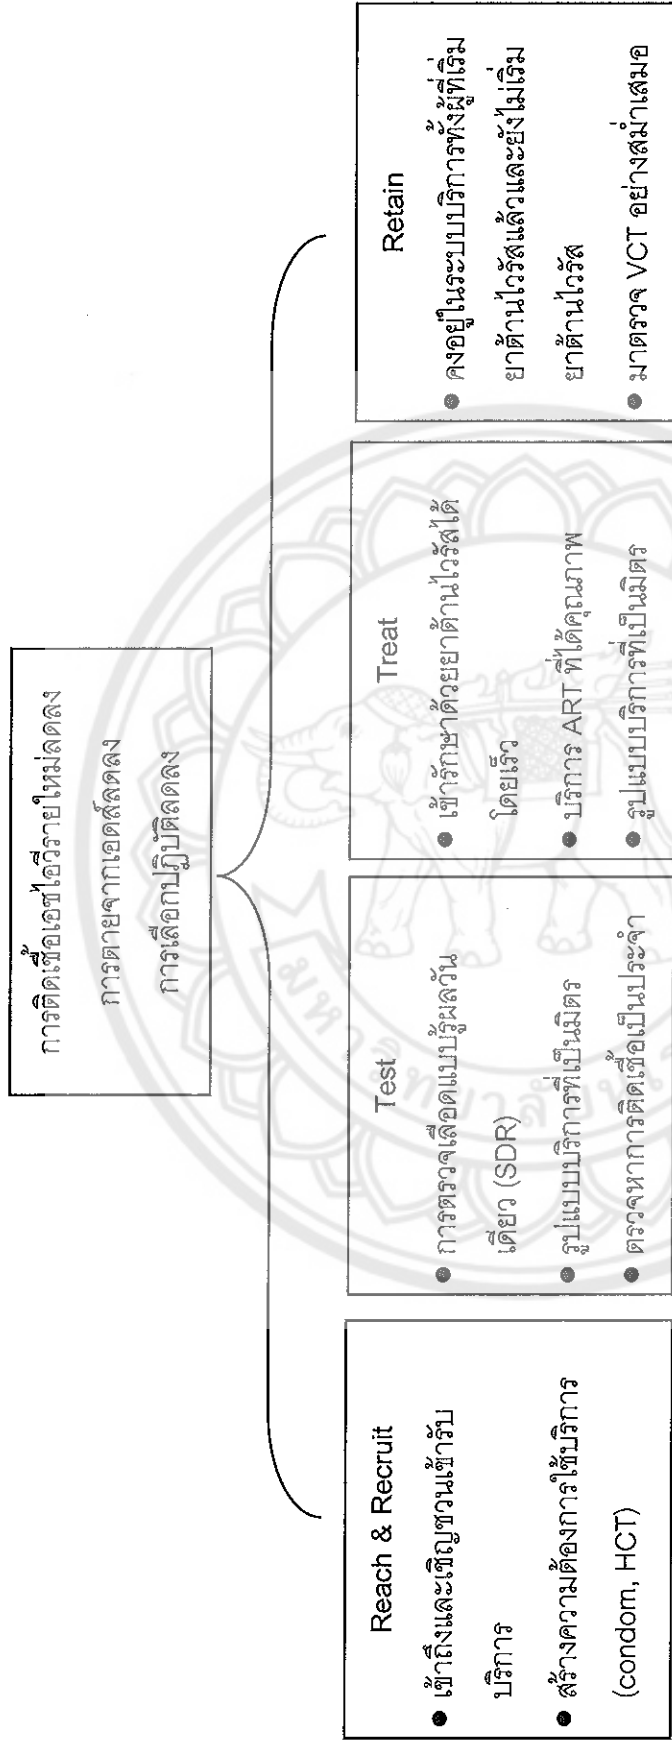 การติดเชื้อเอชไอวีรายใหม่ลดลง
การตายจากเอดส์ลดลง
การเลือกปฏิบัติลดลง
Reach & Recruit
● เข้าถึงและเชิญชวนเข้ารับ
บริการ
● สร้างความต้องการใช้บริการ
(condom, HCT)
Test
● การตรวจเลือดแบบรู้ผลวัน
เดียว (SDR)
● รูปแบบบริการที่เป็นมิตร
● ตรวจหาการติดเชื้อเป็นประจำ
Treat
● เข้ารักษาด้วยยาต้านไวรัสได้
โดยเร็ว
● บริการ ART ที่ได้คุณภาพ
● รูปแบบบริการที่เป็นมิตร
Retain
● คงอยู่ในระบบบริการทั้งผู้ที่เริ่ม
ยาต้านไวรัสแล้วและยังไม่เริ่ม
ยาต้านไวรัส
● มาตรวจ VCT อย่างสม่ำเสมอ